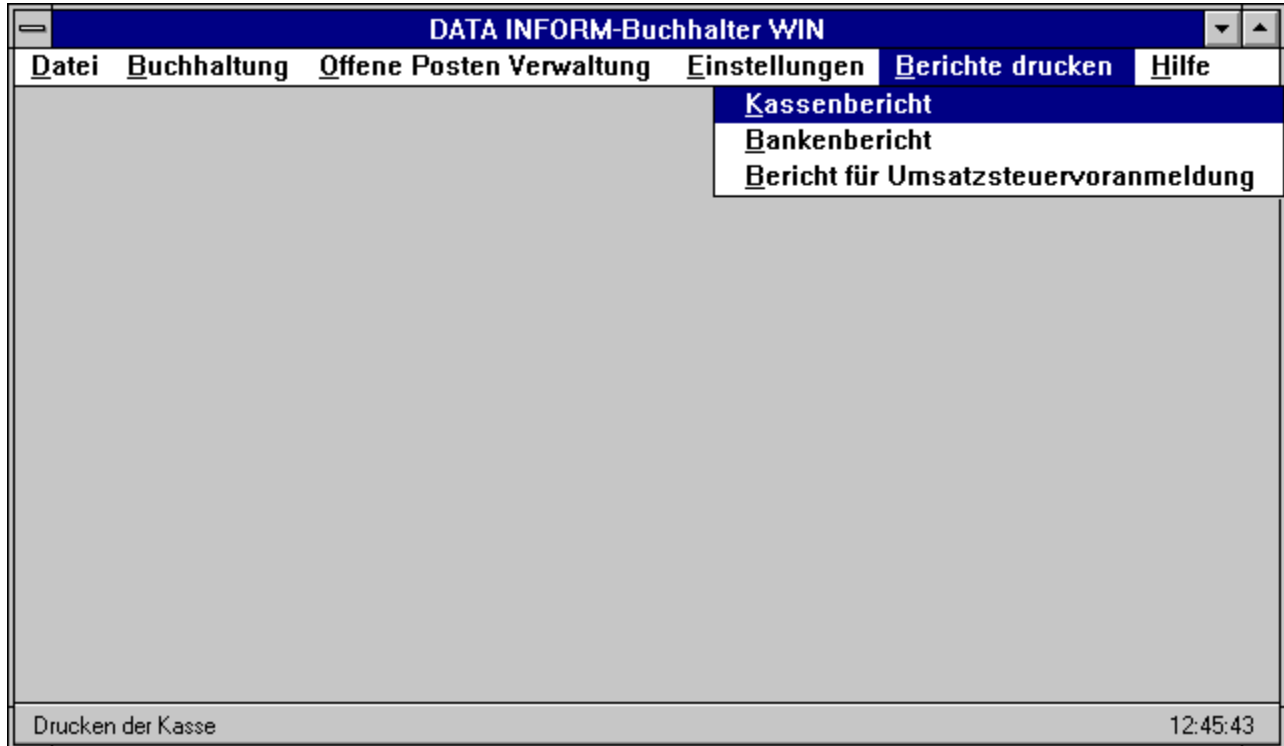 DATA INFORM-Buchhalter WIN
Datei Buchhaltung Offene Posten Verwaltung Einstellungen Berichte drucken Hilfe
Kassenbericht
Bankenbericht
Bericht für Umsatzsteuervoranmeldung
Drucken der Kasse 12:45:43